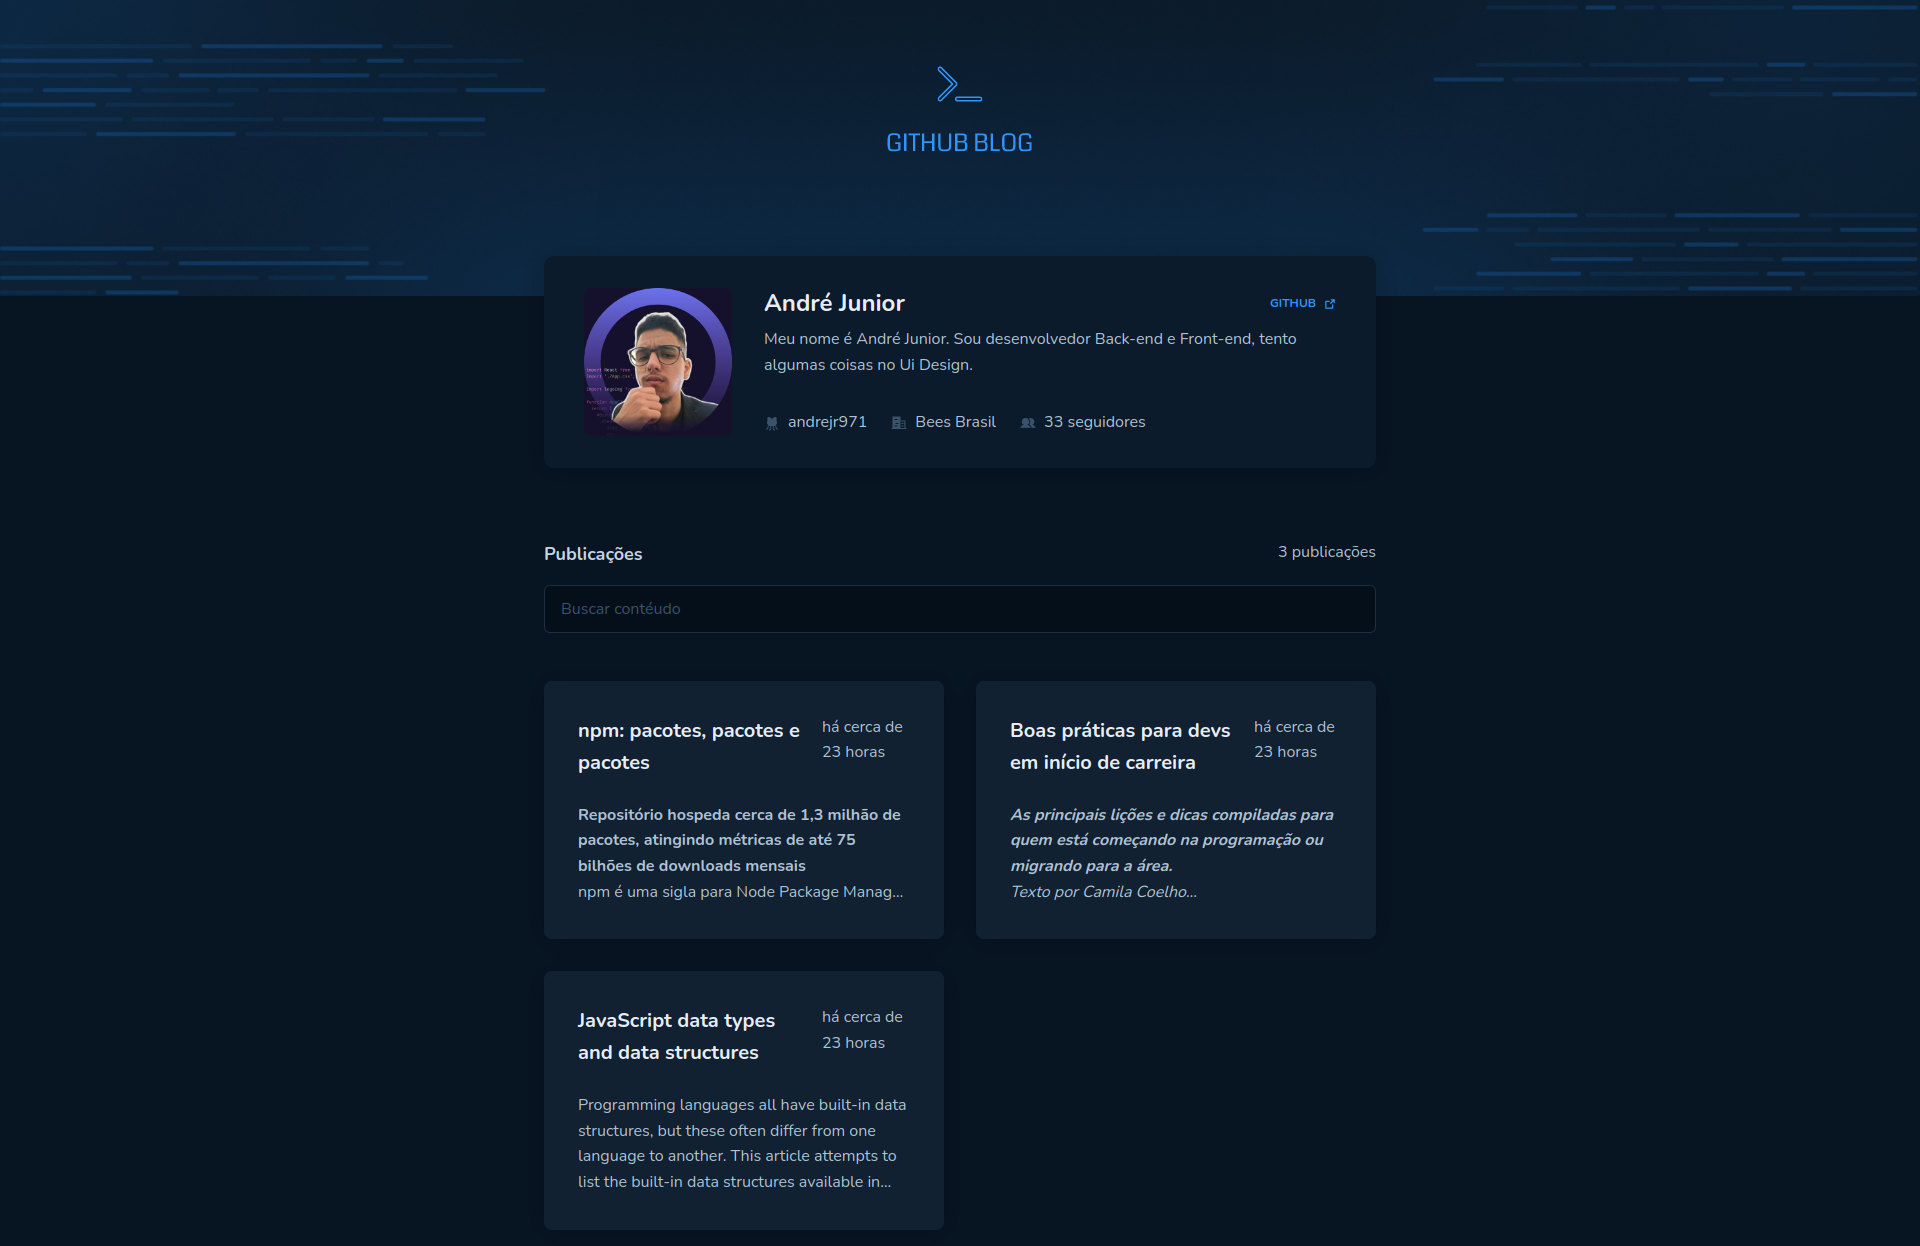 GITHUB BLOG
André Junior
GITHUB
Meu nome é André Junior. Sou desenvolvedor Back-end e Front-end, tento
algumas coisas no Ui Design.
andrejr971
Bees Brasil
33 seguidores
Publicações
3 publicações
Buscar contéudo
npm: pacotes, pacotes e
pacotes
há cerca de
23 horas
Repositório hospeda cerca de 1,3 milhão de
pacotes, atingindo métricas de até 75
bilhões de downloads mensais
npm é uma sigla para Node Package Manag...
Boas práticas para devs
em início de carreira
há cerca de
23 horas
As principais lições e dicas compiladas para
quem está começando na programação ou
migrando para a área.
Texto por Camila Coelho...
JavaScript data types
and data structures
há cerca de
23 horas
Programming languages all have built-in data
structures, but these often differ from one
language to another. This article attempts to
list the built-in data structures available in...